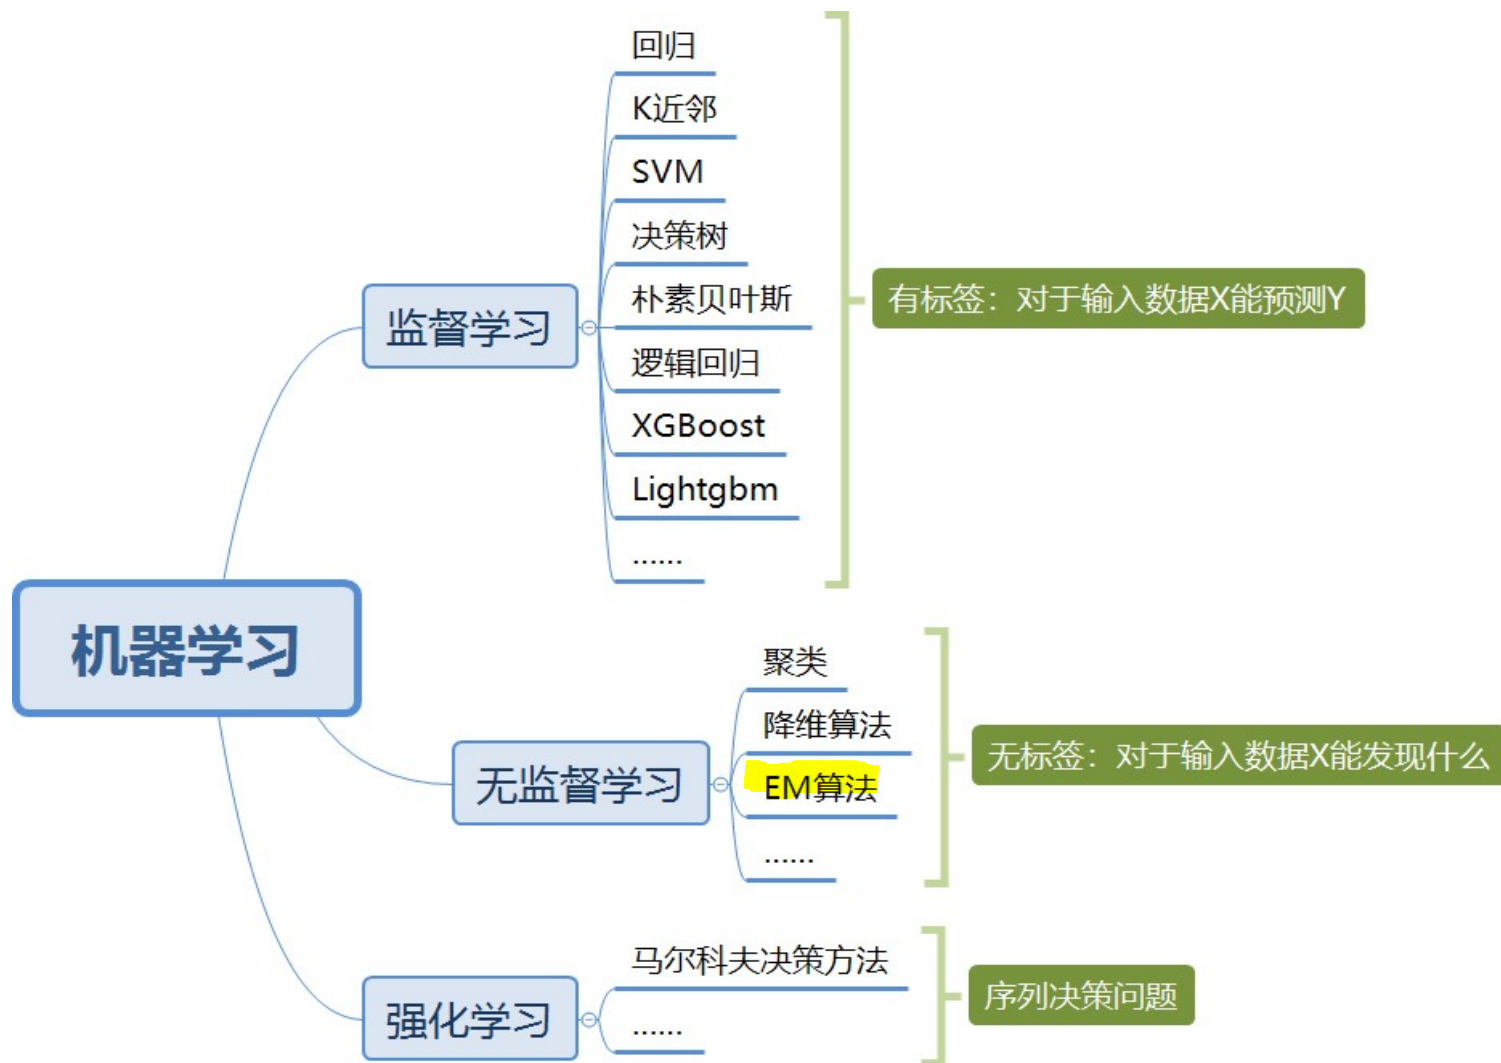 回归
K近邻
SVM
决策树
朴素贝叶斯
逻辑回归
XGBoost
Lightgbm
......
监督学习
有标签：对于输入数据X能预测Y
机器学习
聚类
降维算法
EM算法
......
无监督学习
无标签：对于输入数据X能发现什么
马尔科夫决策方法
......
强化学习
序列决策问题